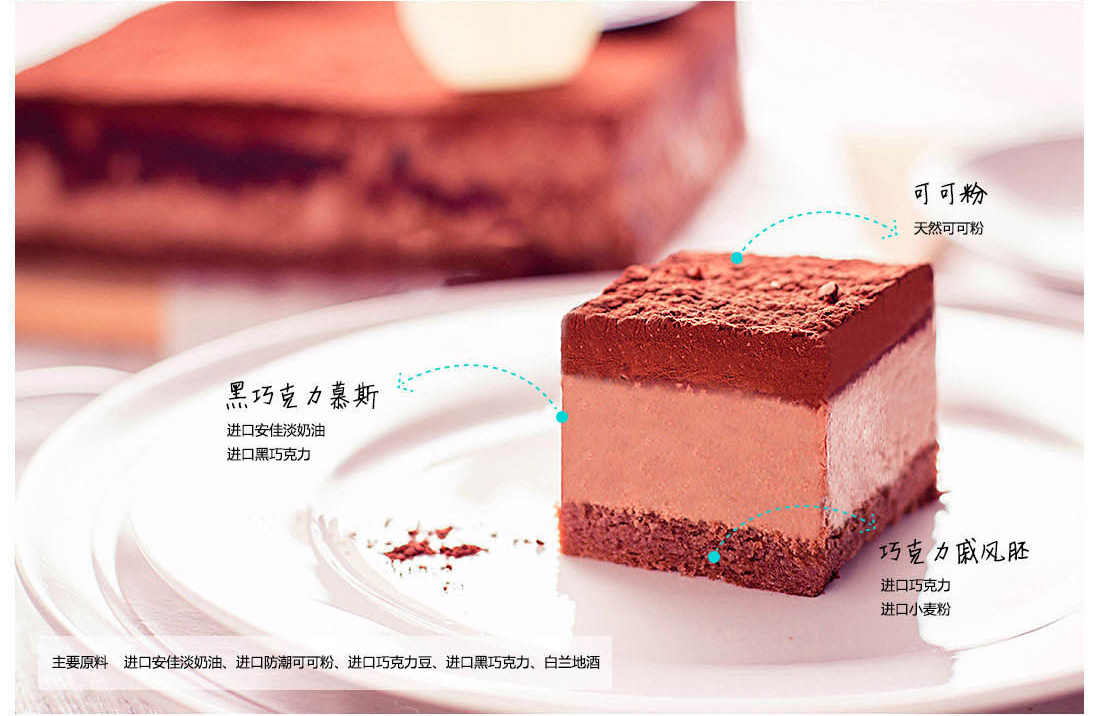 可可粉
天然可可粉
黑巧克力慕斯
进口安佳淡奶油
进口黑巧克力
巧克力戚风胚
进口巧克力
进口小麦粉
主要原料 进口安佳淡奶油、进口防潮可可粉、进口巧克力豆、进口黑巧克力、白兰地酒